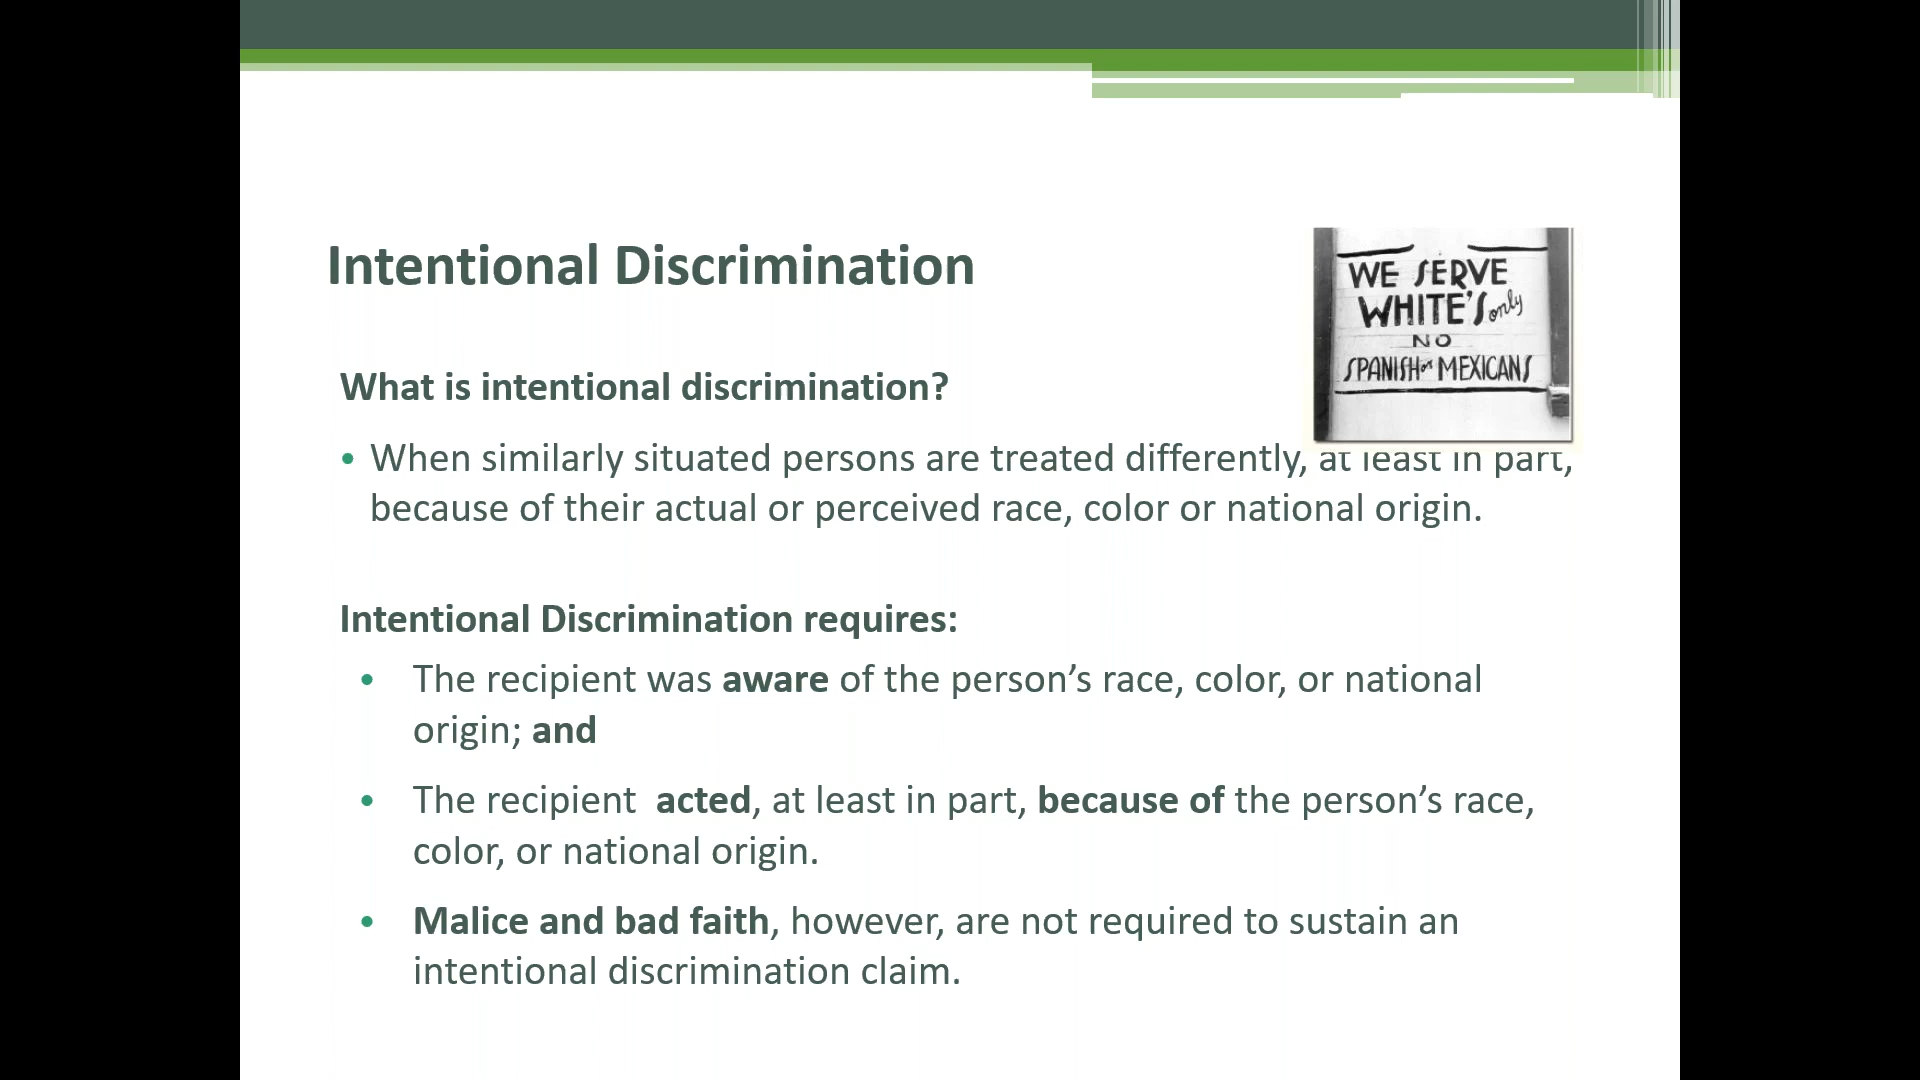 Intentional Discrimination
WE SERVE
WHITE'S only
NO
SPANISH or MEXICANS
What is intentional discrimination?
• When similarly situated persons are treated differently, at least in part,
because of their actual or perceived race, color or national origin.
Intentional Discrimination requires:
• The recipient was aware of the person’s race, color, or national
origin; and
• The recipient  acted, at least in part, because of the person’s race,
color, or national origin.
• Malice and bad faith, however, are not required to sustain an
intentional discrimination claim.